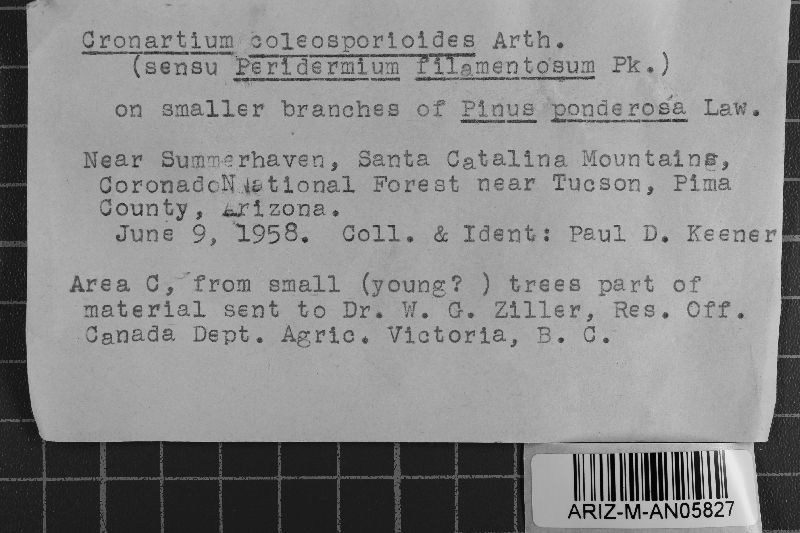 Cronartium coleosporioides Arth.
(sensu Peridermium filamentosum Pk.)
on smaller branches of Pinus ponderosa Law.
Near Summerhaven, Santa Catalina Mountains,
Coronado National Forest near Tucson, Pima
County, Arizona.
June 9, 1958. Coll. & Ident: Paul D. Keener
Area C, from small (young? ) trees part of
material sent to Dr. W. G. Ziller, Res. Off.
Canada Dept. Agric. Victoria, B. C.
ARIZ-M-AN05827